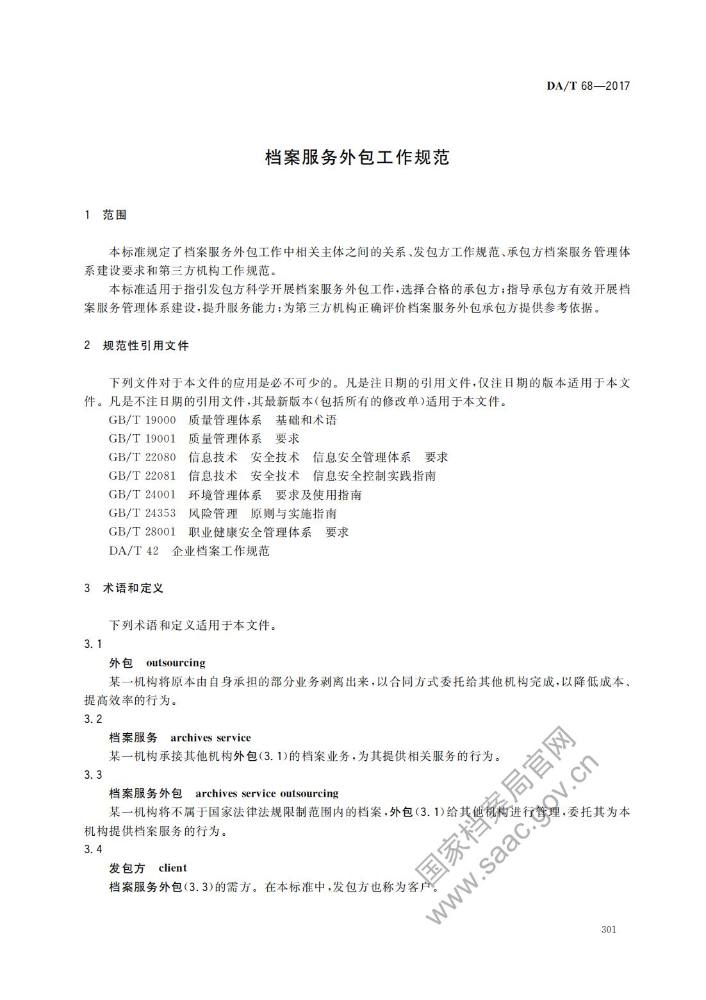 DA/T 68—2017
档案服务外包工作规范
1 范围
本标准规定了档案服务外包工作中相关主体之间的关系、发包方工作规范、承包方档案服务管理体
系建设要求和第三方机构工作规范。
本标准适用于指引发包方科学开展档案服务外包工作,选择合格的承包方;指导承包方有效开展档
案服务管理体系建设,提升服务能力;为第三方机构正确评价档案服务外包承包方提供参考依据。
2 规范性引用文件
下列文件对于本文件的应用是必不可少的。凡是注日期的引用文件,仅注日期的版本适用于本文
件。凡是不注日期的引用文件,其最新版本(包括所有的修改单)适用于本文件。
GB/T 19000 质量管理体系 基础和术语
GB/T 19001 质量管理体系 要求
GB/T 22080 信息技术 安全技术 信息安全管理体系 要求
GB/T 22081 信息技术 安全技术 信息安全控制实践指南
GB/T 24001 环境管理体系 要求及使用指南
GB/T 24353 风险管理 原则与实施指南
GB/T 28001 职业健康安全管理体系 要求
DA/T 42 企业档案工作规范
3 术语和定义
下列术语和定义适用于本文件。
3.1
外包 outsourcing
某一机构将原本由自身承担的部分业务剥离出来,以合同方式委托给其他机构完成,以降低成本、
提高效率的行为。
3.2
档案服务 archives service
某一机构承接其他机构外包(3.1)的档案业务,为其提供相关服务的行为。
3.3
档案服务外包 archives service outsourcing
某一机构将不属于国家法律法规限制范围内的档案,外包(3.1)给其他机构进行管理,委托其为本
机构提供档案服务的行为。
3.4
发包方 client
档案服务外包(3.3)的需方。在本标准中,发包方也称为客户。
国家档案局官网
www.saac.gov.cn
301